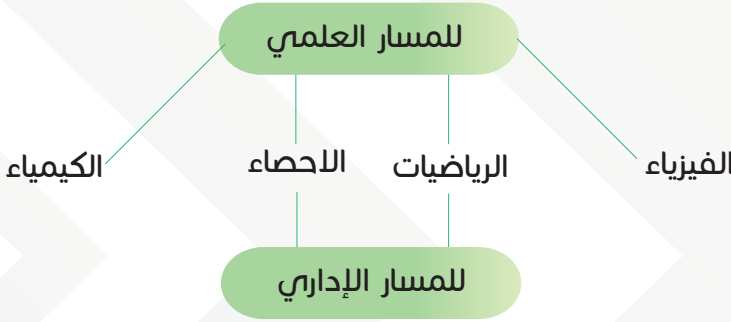 للمسار العلمي
الفيزياء
الرياضيات
الاحصاء
الكيمياء
للمسار الإداري